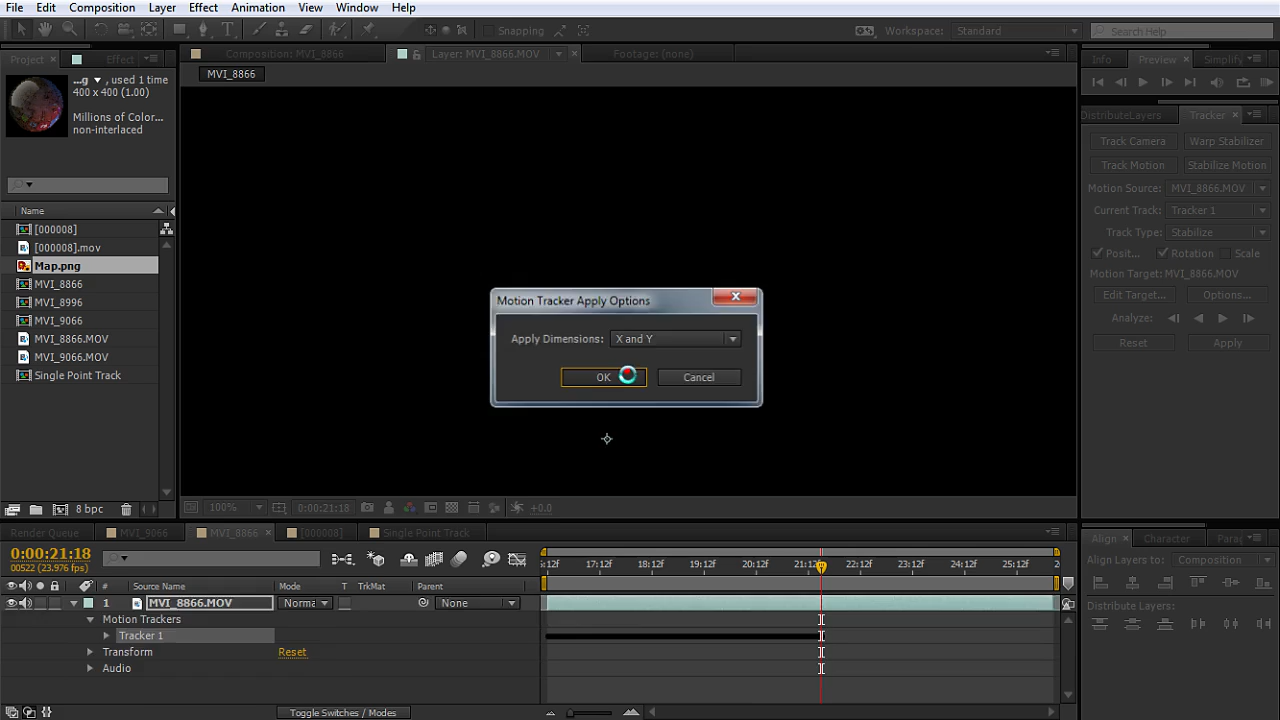 File Edit Composition Layer Effect Animation View Window Help
Snapping Workspace: Standard Search Help
Project Effect Composition: MVI_8866 Layer: MVI_8866.MOV Footage: (none) Info Preview Simplify
...g , used 1 time
400 x 400 (1.00)
Millions of Color...
non-interlaced
MVI_8866
DistributeLayers Tracker
Track Camera Warp Stabilizer
Track Motion Stabilize Motion
Motion Source: MVI_8866.MOV
Current Track: Tracker 1
Track Type: Stabilize
Posit... Rotation Scale
Motion Target: MVI_8866.MOV
Edit Target... Options...
Analyze:
Reset Apply
Name
[000008]
[000008].mov
Map.png
MVI_8866
MVI_8996
MVI_9066
MVI_8866.MOV
MVI_9066.MOV
Single Point Track
8 bpc
Motion Tracker Apply Options
Apply Dimensions: X and Y
OK Cancel
100% 0:00:21:18 +0.0
Render Queue MVI_9066 MVI_8866 [000008] Single Point Track
0:00:21:18
00522 (23.976 fps)
:12f 17:12f 18:12f 19:12f 20:12f 21:12f 22:12f 23:12f 24:12f 25:12f 2
# Source Name Mode T TrkMat Parent
1 MVI_8866.MOV Norma None
Motion Trackers
Tracker 1
Transform Reset
Audio
Toggle Switches / Modes
Align Character Para
Align Layers to: Composition
Distribute Layers: